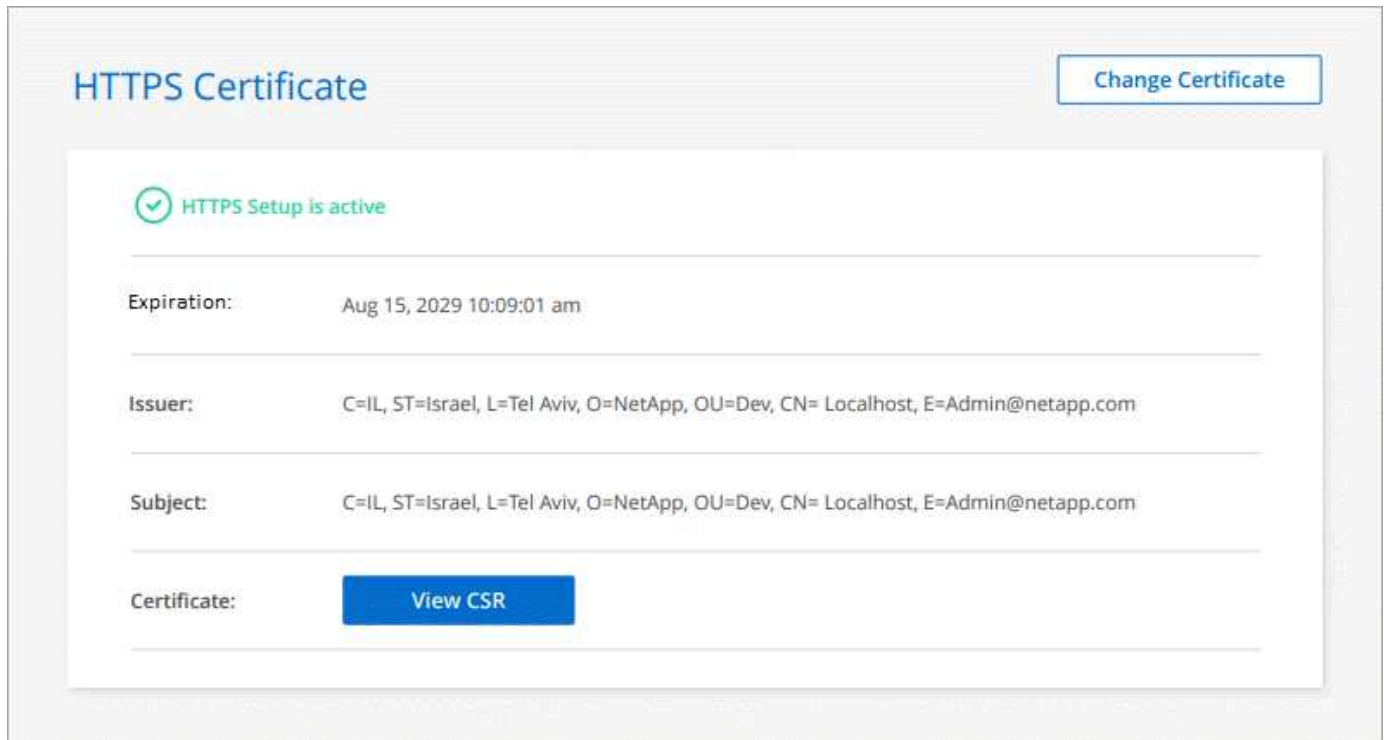 HTTPS Certificate
Change Certificate
HTTPS Setup is active
Expiration: Aug 15, 2029 10:09:01 am
Issuer: C=IL, ST=Israel, L=Tel Aviv, O=NetApp, OU=Dev, CN= Localhost, E=Admin@netapp.com
Subject: C=IL, ST=Israel, L=Tel Aviv, O=NetApp, OU=Dev, CN= Localhost, E=Admin@netapp.com
Certificate: View CSR